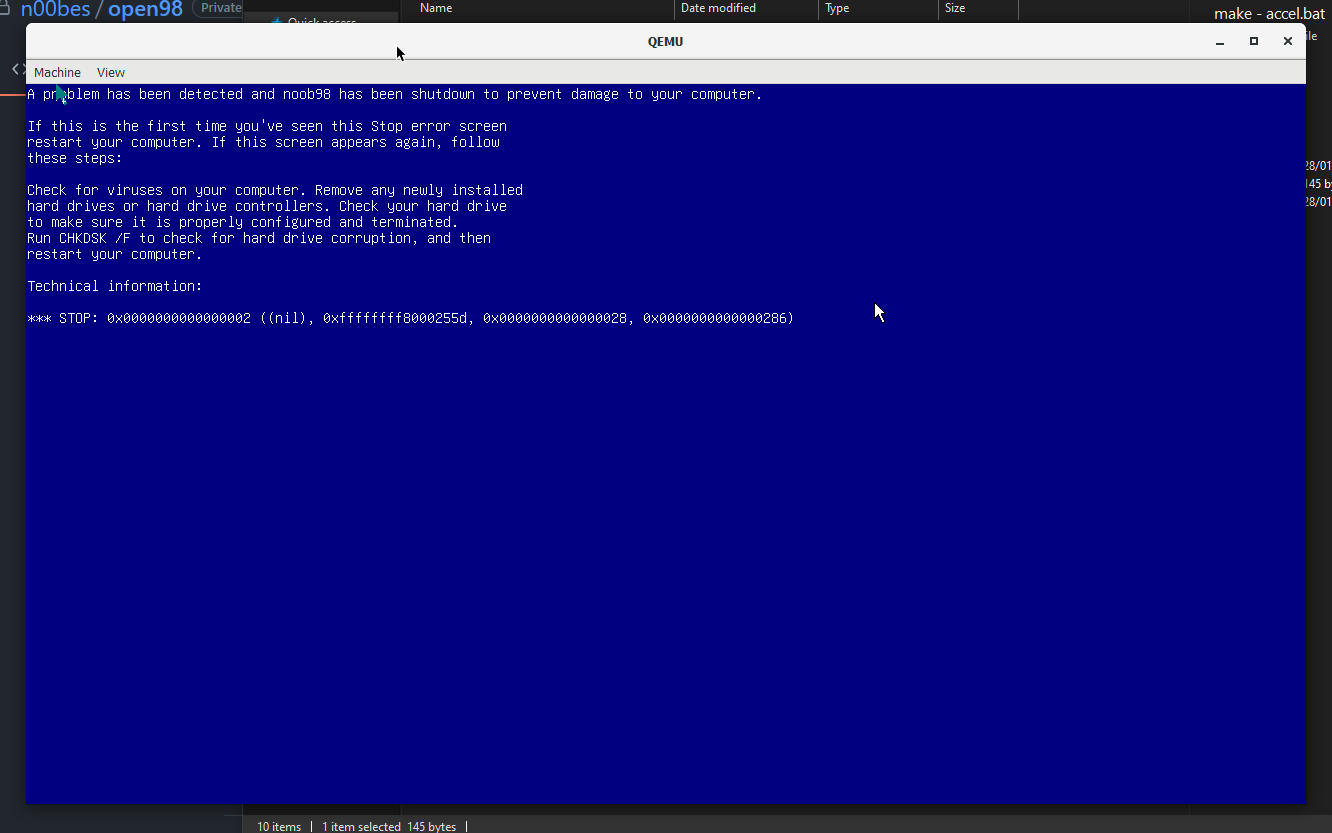 n00bes / open98 Private
Quick access
Name Date modified Type Size
make - accel.bat
QEMU
Machine View
A problem has been detected and noob98 has been shutdown to prevent damage to your computer.
If this is the first time you've seen this Stop error screen
restart your computer. If this screen appears again, follow
these steps:
Check for viruses on your computer. Remove any newly installed
hard drives or hard drive controllers. Check your hard drive
to make sure it is properly configured and terminated.
Run CHKDSK /F to check for hard drive corruption, and then
restart your computer.
Technical information:
*** STOP: 0x0000000000000002 ((nil), 0xffffffff8000255d, 0x0000000000000028, 0x0000000000000286)
28/01
145 b
28/01
10 items | 1 item selected 145 bytes |